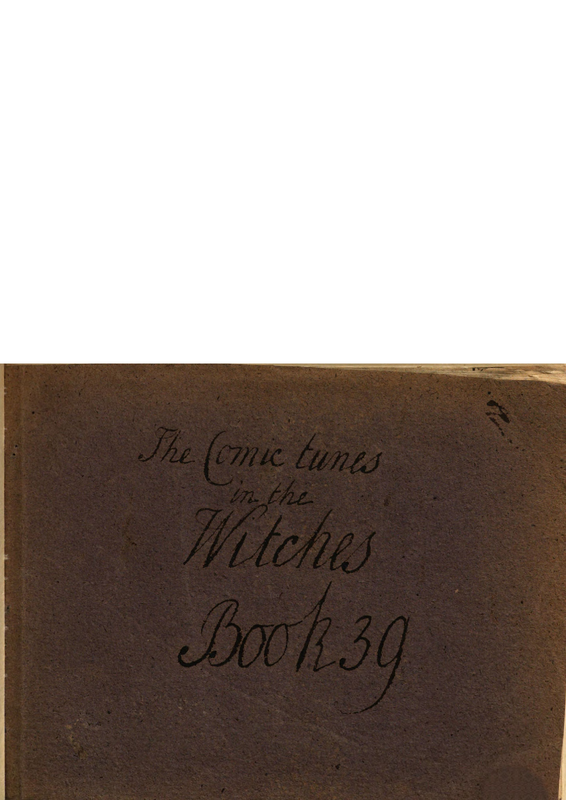 The Comic tunes
in the
Witches
Book 39